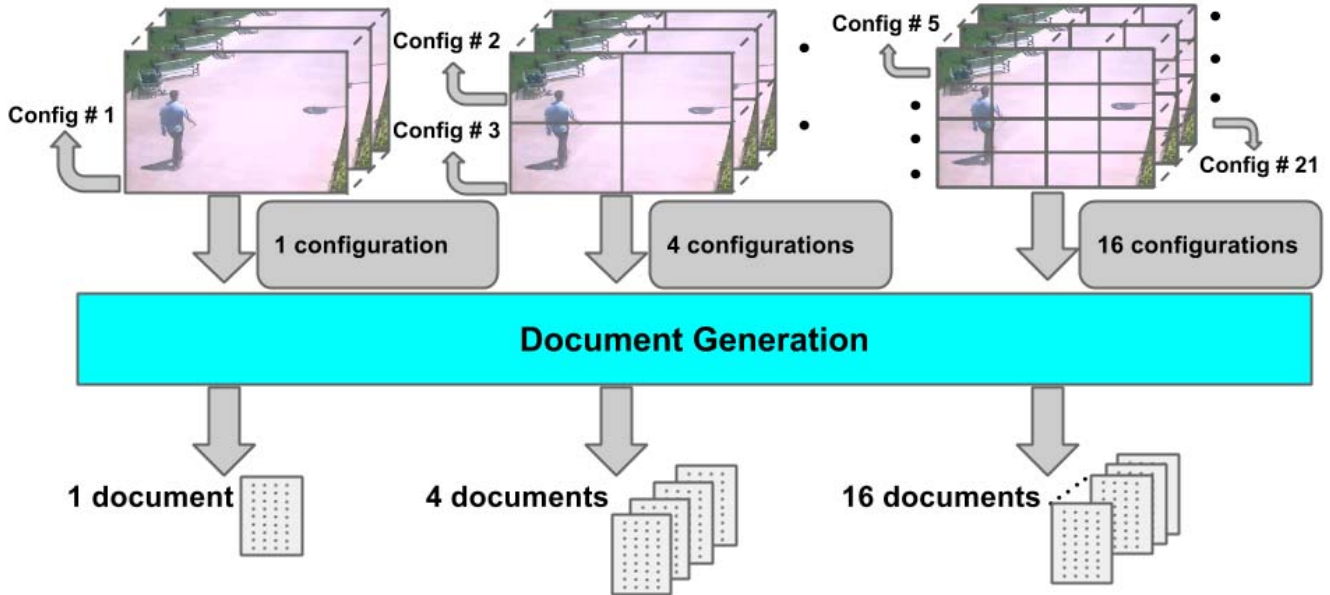 Config # 1
Config # 2
Config # 3
Config # 5
Config # 21
1 configuration
4 configurations
16 configurations
Document Generation
1 document
4 documents
16 documents